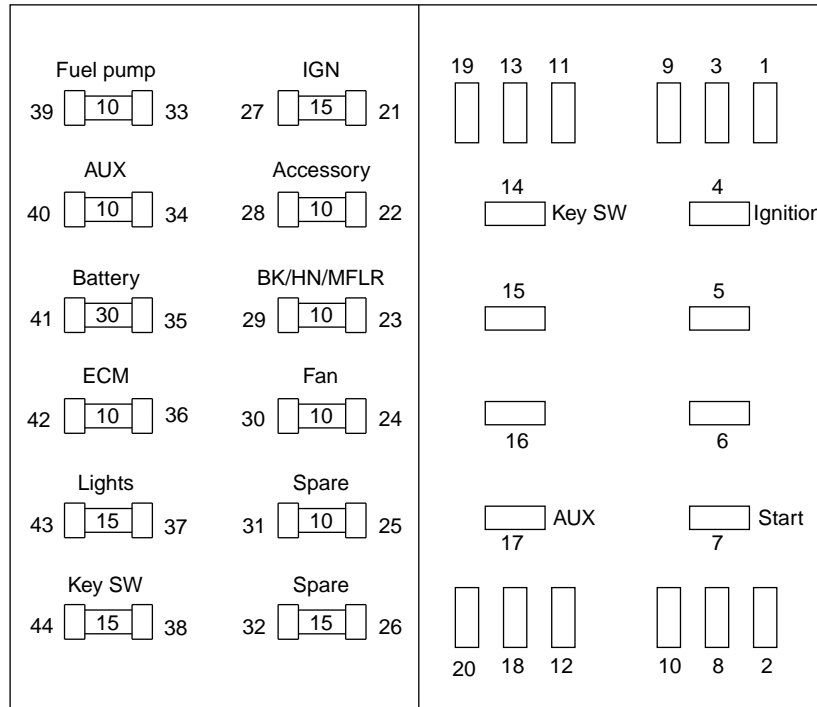 Fuel pump IGN 19 13 11 9 3 1
39 10 33 27 15 21
AUX Accessory 14 4
40 10 34 28 10 22 Key SW Ignition
Battery BK/HN/MFLR 15 5
41 30 35 29 10 23
ECM Fan
42 10 36 30 10 24
16 6
Lights Spare
43 15 37 31 10 25 AUX Start
17 7
Key SW Spare
44 15 38 32 15 26
20 18 12 10 8 2